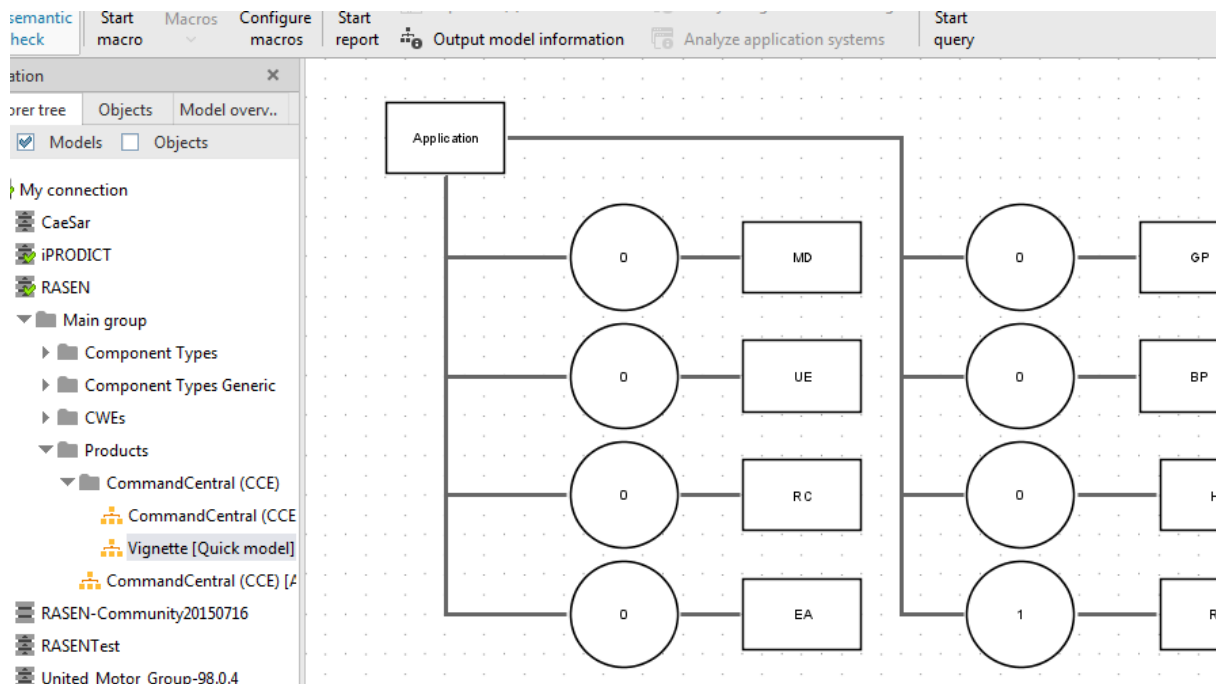 semantic Start Macros Configure Start Start
heck macro macros report Output model information Analyze application systems query
ation
orer tree Objects Model overv..
Models Objects
My connection
CaeSar
iPRODICT
RASEN
Main group
Component Types
Component Types Generic
CWEs
Products
CommandCentral (CCE)
CommandCentral (CCE
Vignette [Quick model]
CommandCentral (CCE) [A
RASEN-Community20150716
RASENTest
United Motor Group-98.0.4
Application
0 MD 0 GP
0 UE 0 BP
0 RC 0 H
0 EA 1 R